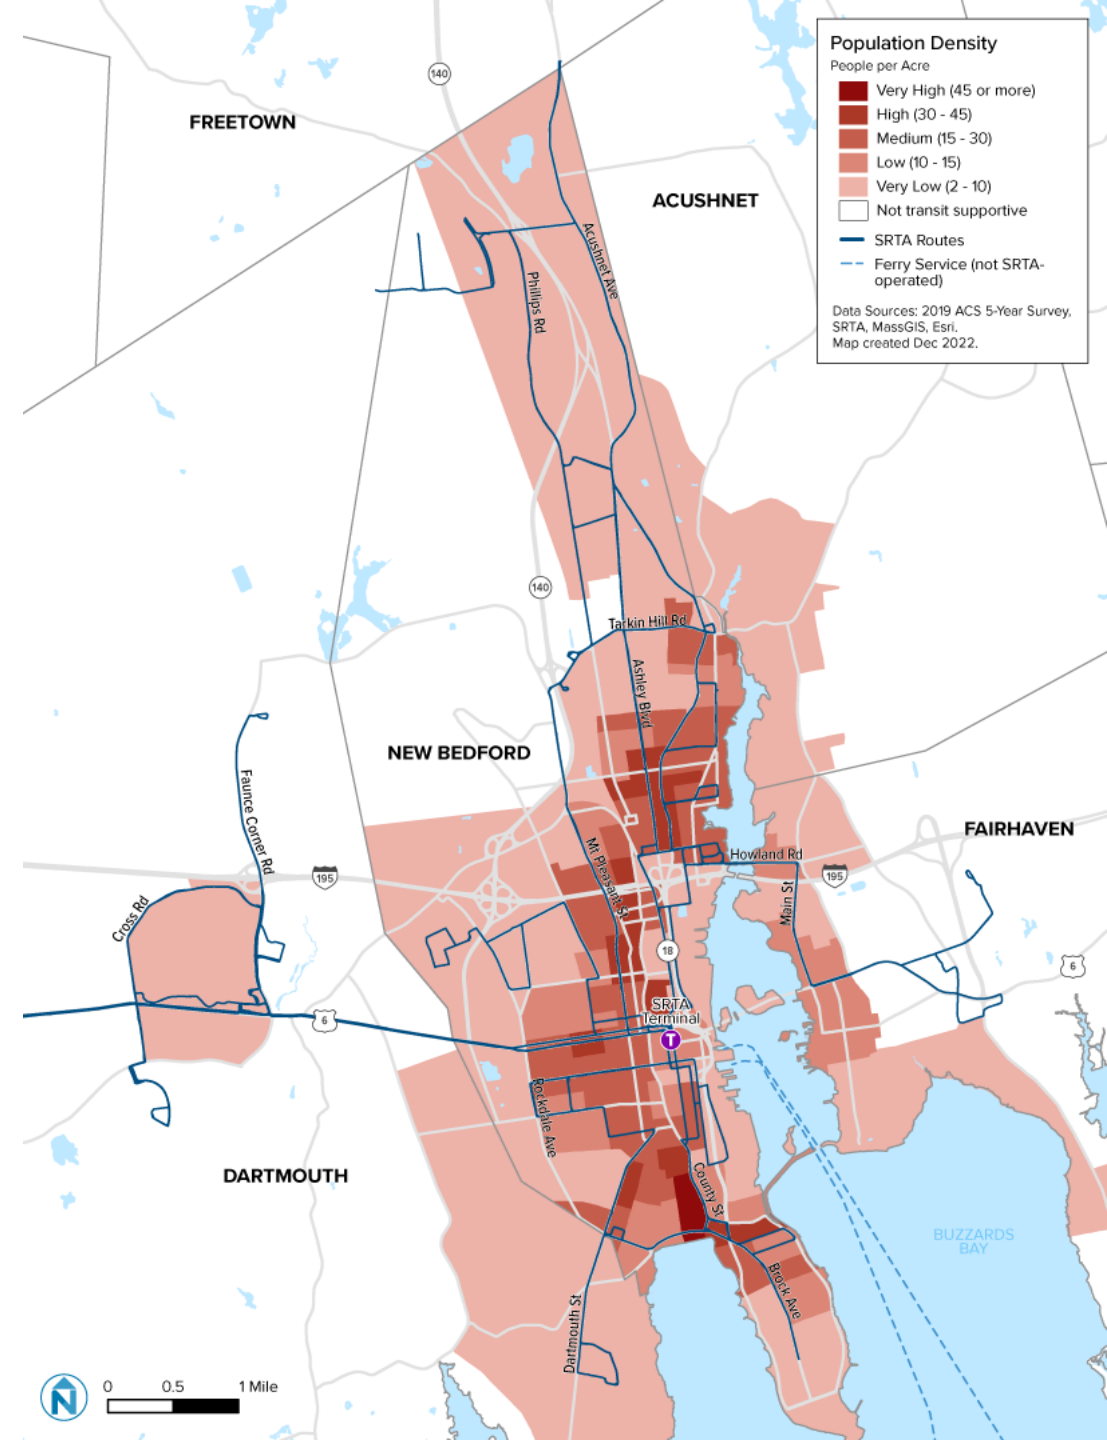 Population Density
People per Acre
Very High (45 or more)
High (30 - 45)
Medium (15 - 30)
Low (10 - 15)
Very Low (2 - 10)
Not transit supportive
SRTA Routes
Ferry Service (not SRTA-
operated)
Data Sources: 2019 ACS 5-Year Survey,
SRTA, MassGIS, Esri.
Map created Dec 2022.
140
FREETOWN
ACUSHNET
Acushnet Ave
Phillips Rd
140
Tarkin Hill Rd
Ashley Blvd
NEW BEDFORD
Faunce Corner Rd
FAIRHAVEN
Mt Pleasant St
Howland Rd
195
195
Main St
Cross Rd
18
6
SRTA
Terminal
T
6
Rockdale Ave
DARTMOUTH
County St
BUZZARDS
BAY
Brock Ave
Dartmouth St
N
0 0.5 1 Mile